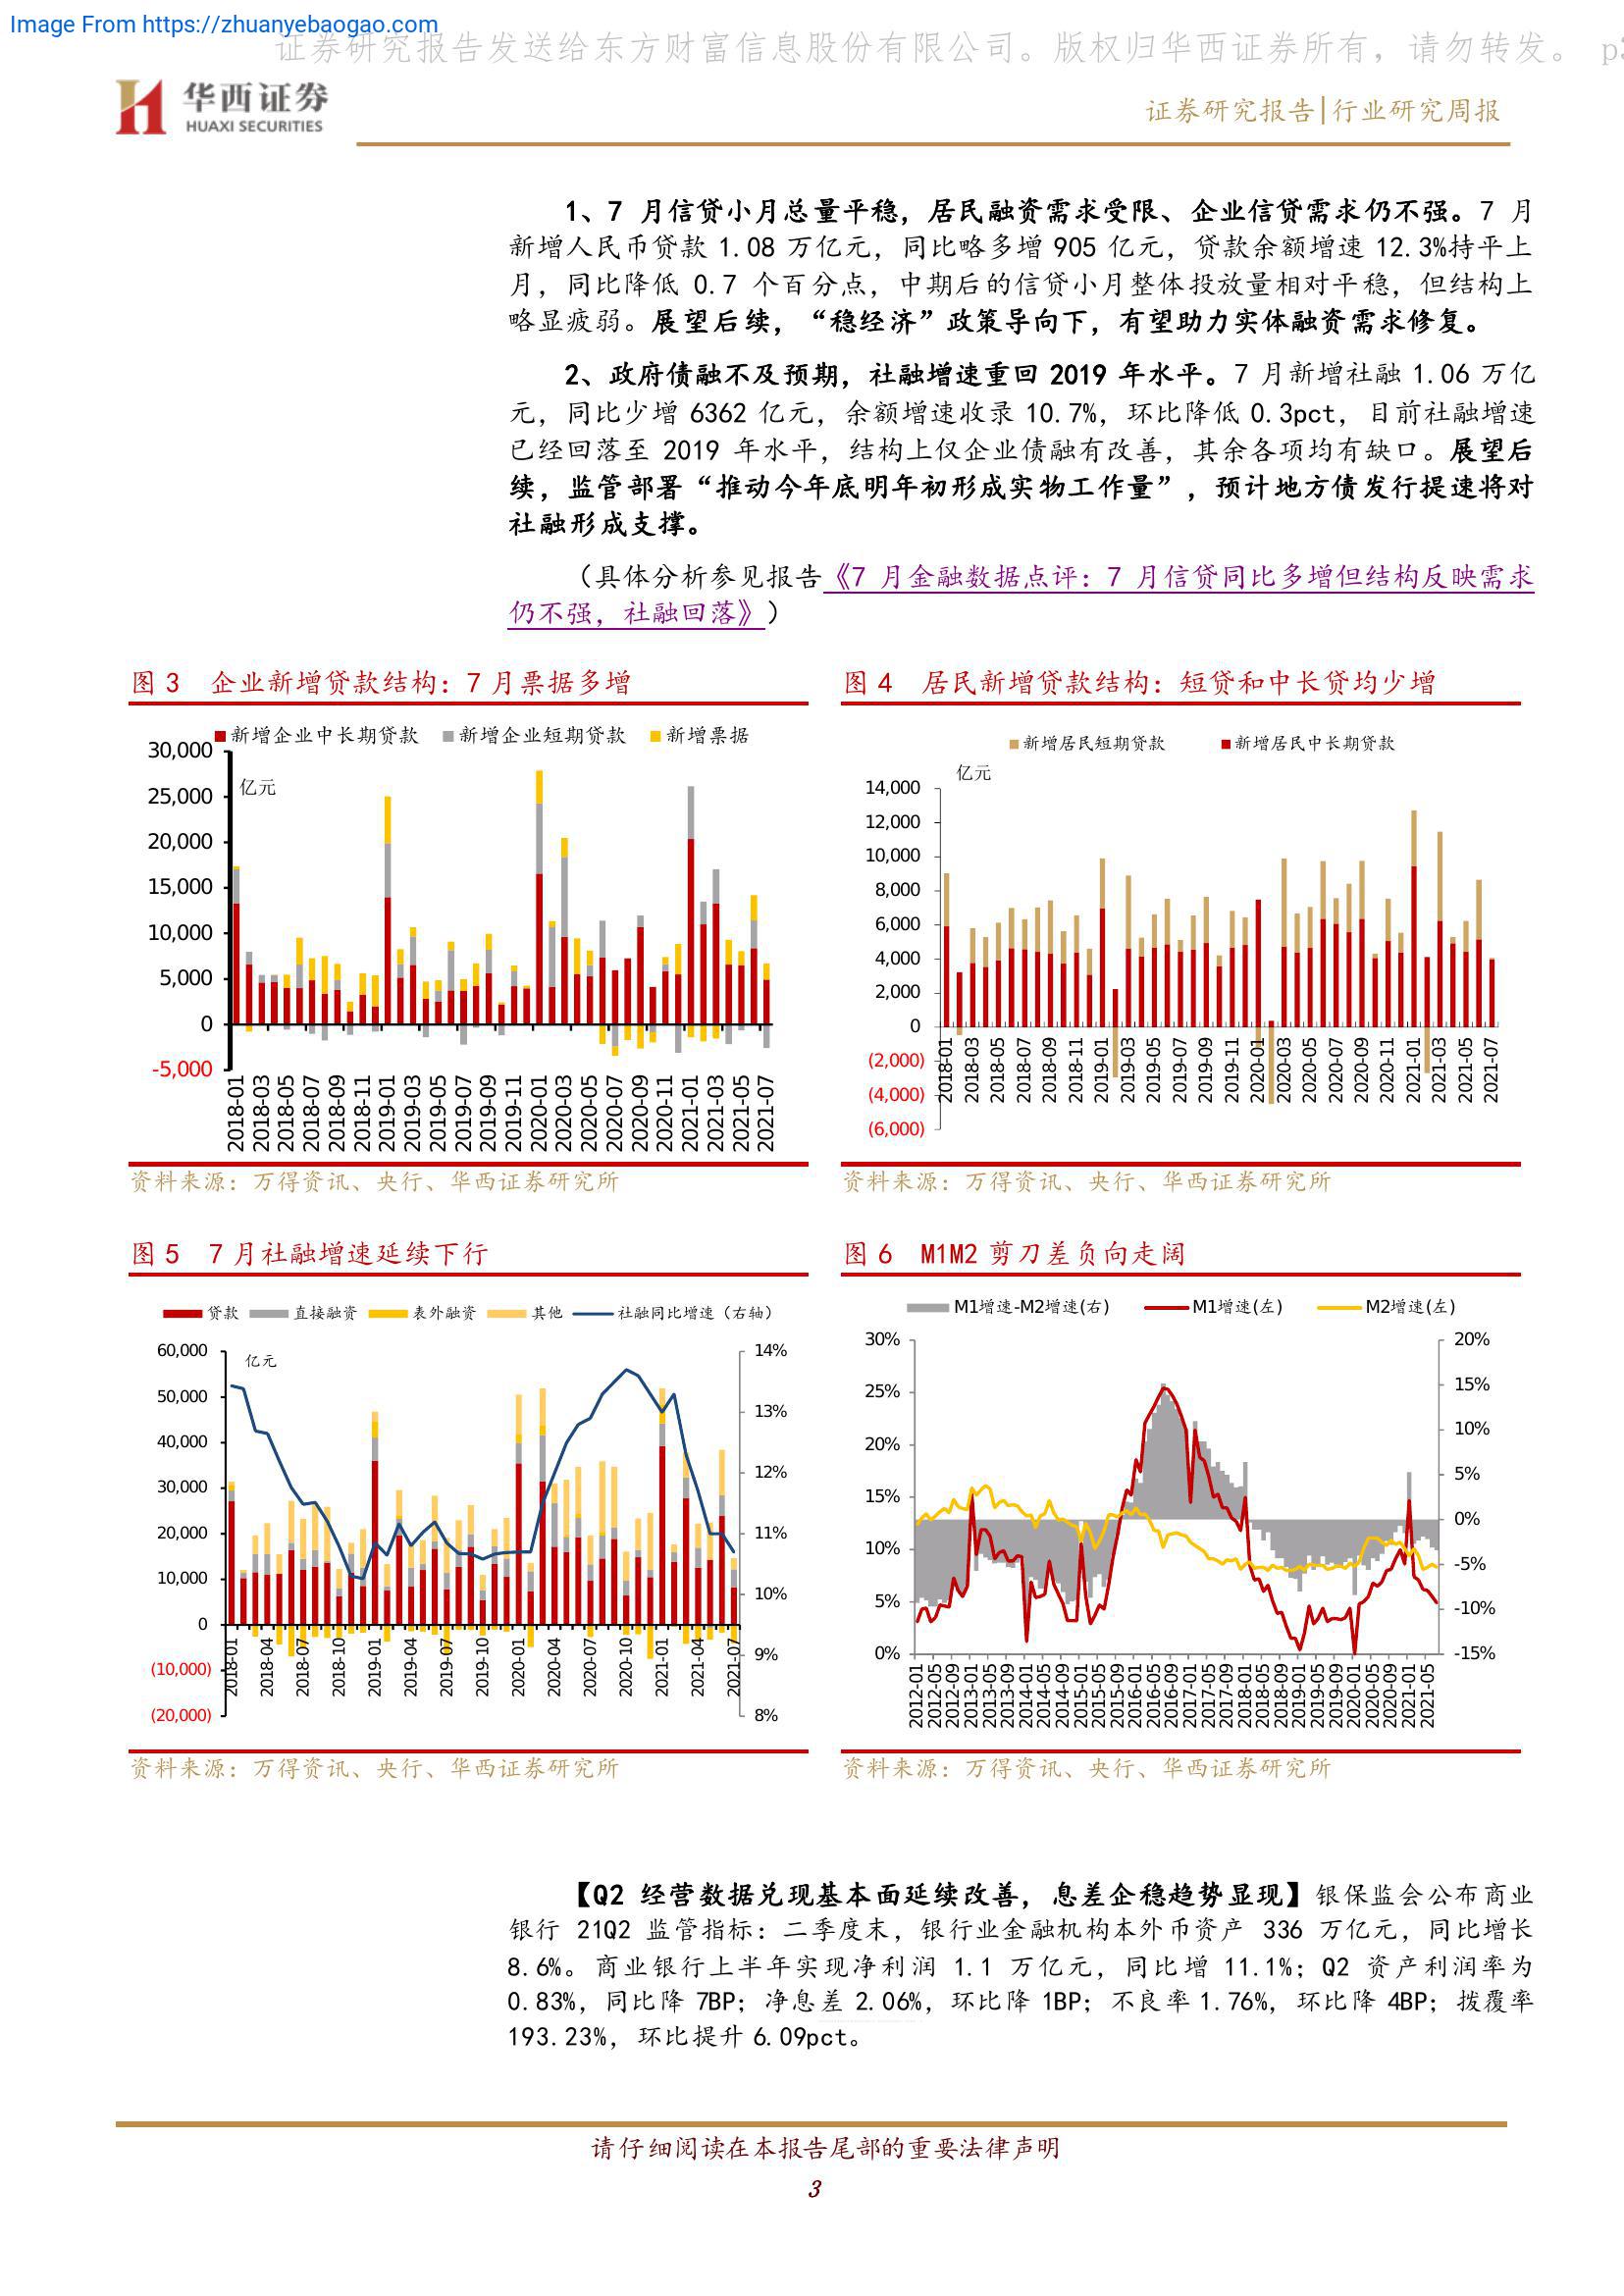 Image From https://zhuanyebaogao.com
证券研究报告发送给东方财富信息股份有限公司。版权归华西证券所有，请勿转发。 p3
华西证券
HUAXI SECURITIES
证券研究报告|行业研究周报
1、7 月信贷小月总量平稳，居民融资需求受限、企业信贷需求仍不强。7 月
新增人民币贷款 1.08 万亿元，同比略多增 905 亿元，贷款余额增速 12.3%持平上
月，同比降低 0.7 个百分点，中期后的信贷小月整体投放量相对平稳，但结构上
略显疲弱。展望后续，“稳经济”政策导向下，有望助力实体融资需求修复。
2、政府债融不及预期，社融增速重回 2019 年水平。7 月新增社融 1.06 万亿
元，同比少增 6362 亿元，余额增速收录 10.7%，环比降低 0.3pct，目前社融增速
已经回落至 2019 年水平，结构上仅企业债融有改善，其余各项均有缺口。展望后
续，监管部署“推动今年底明年初形成实物工作量”，预计地方债发行提速将对
社融形成支撑。
（具体分析参见报告《7 月金融数据点评：7 月信贷同比多增但结构反映需求
仍不强，社融回落》）
图 3 企业新增贷款结构：7 月票据多增
新增企业中长期贷款 新增企业短期贷款 新增票据
亿元
30,000
25,000
20,000
15,000
10,000
5,000
0
-5,000
2018-01 2018-03 2018-05 2018-07 2018-09 2018-11 2019-01 2019-03 2019-05 2019-07 2019-09 2019-11 2020-01 2020-03 2020-05 2020-07 2020-09 2020-11 2021-01 2021-03 2021-05 2021-07
资料来源：万得资讯、央行、华西证券研究所
图 4 居民新增贷款结构：短贷和中长贷均少增
新增居民短期贷款 新增居民中长期贷款
亿元
14,000
12,000
10,000
8,000
6,000
4,000
2,000
0
(2,000)
(4,000)
(6,000)
2018-01 2018-03 2018-05 2018-07 2018-09 2018-11 2019-01 2019-03 2019-05 2019-07 2019-09 2019-11 2020-01 2020-03 2020-05 2020-07 2020-09 2020-11 2021-01 2021-03 2021-05 2021-07
资料来源：万得资讯、央行、华西证券研究所
图 5 7 月社融增速延续下行
贷款 直接融资 表外融资 其他 社融同比增速（右轴）
亿元
60,000
50,000
40,000
30,000
20,000
10,000
0
(10,000)
(20,000)
14%
13%
12%
11%
10%
9%
8%
2018-01 2018-04 2018-07 2018-10 2019-01 2019-04 2019-07 2019-10 2020-01 2020-04 2020-07 2020-10 2021-01 2021-04 2021-07
资料来源：万得资讯、央行、华西证券研究所
图 6 M1M2 剪刀差负向走阔
M1增速-M2增速(右) M1增速(左) M2增速(左)
30%
25%
20%
15%
10%
5%
0%
20%
15%
10%
5%
0%
-5%
-10%
-15%
2012-01 2012-05 2012-09 2013-01 2013-05 2013-09 2014-01 2014-05 2014-09 2015-01 2015-05 2015-09 2016-01 2016-05 2016-09 2017-01 2017-05 2017-09 2018-01 2018-05 2018-09 2019-01 2019-05 2019-09 2020-01 2020-05 2020-09 2021-01 2021-05
资料来源：万得资讯、央行、华西证券研究所
【Q2 经营数据兑现基本面延续改善，息差企稳趋势显现】银保监会公布商业
银行 21Q2 监管指标：二季度末，银行业金融机构本外币资产 336 万亿元，同比增长
8.6%。商业银行上半年实现净利润 1.1 万亿元，同比增 11.1%；Q2 资产利润率为
0.83%，同比降 7BP；净息差 2.06%，环比降 1BP；不良率 1.76%，环比降 4BP；拨覆率
193.23%，环比提升 6.09pct。
请仔细阅读在本报告尾部的重要法律声明
3